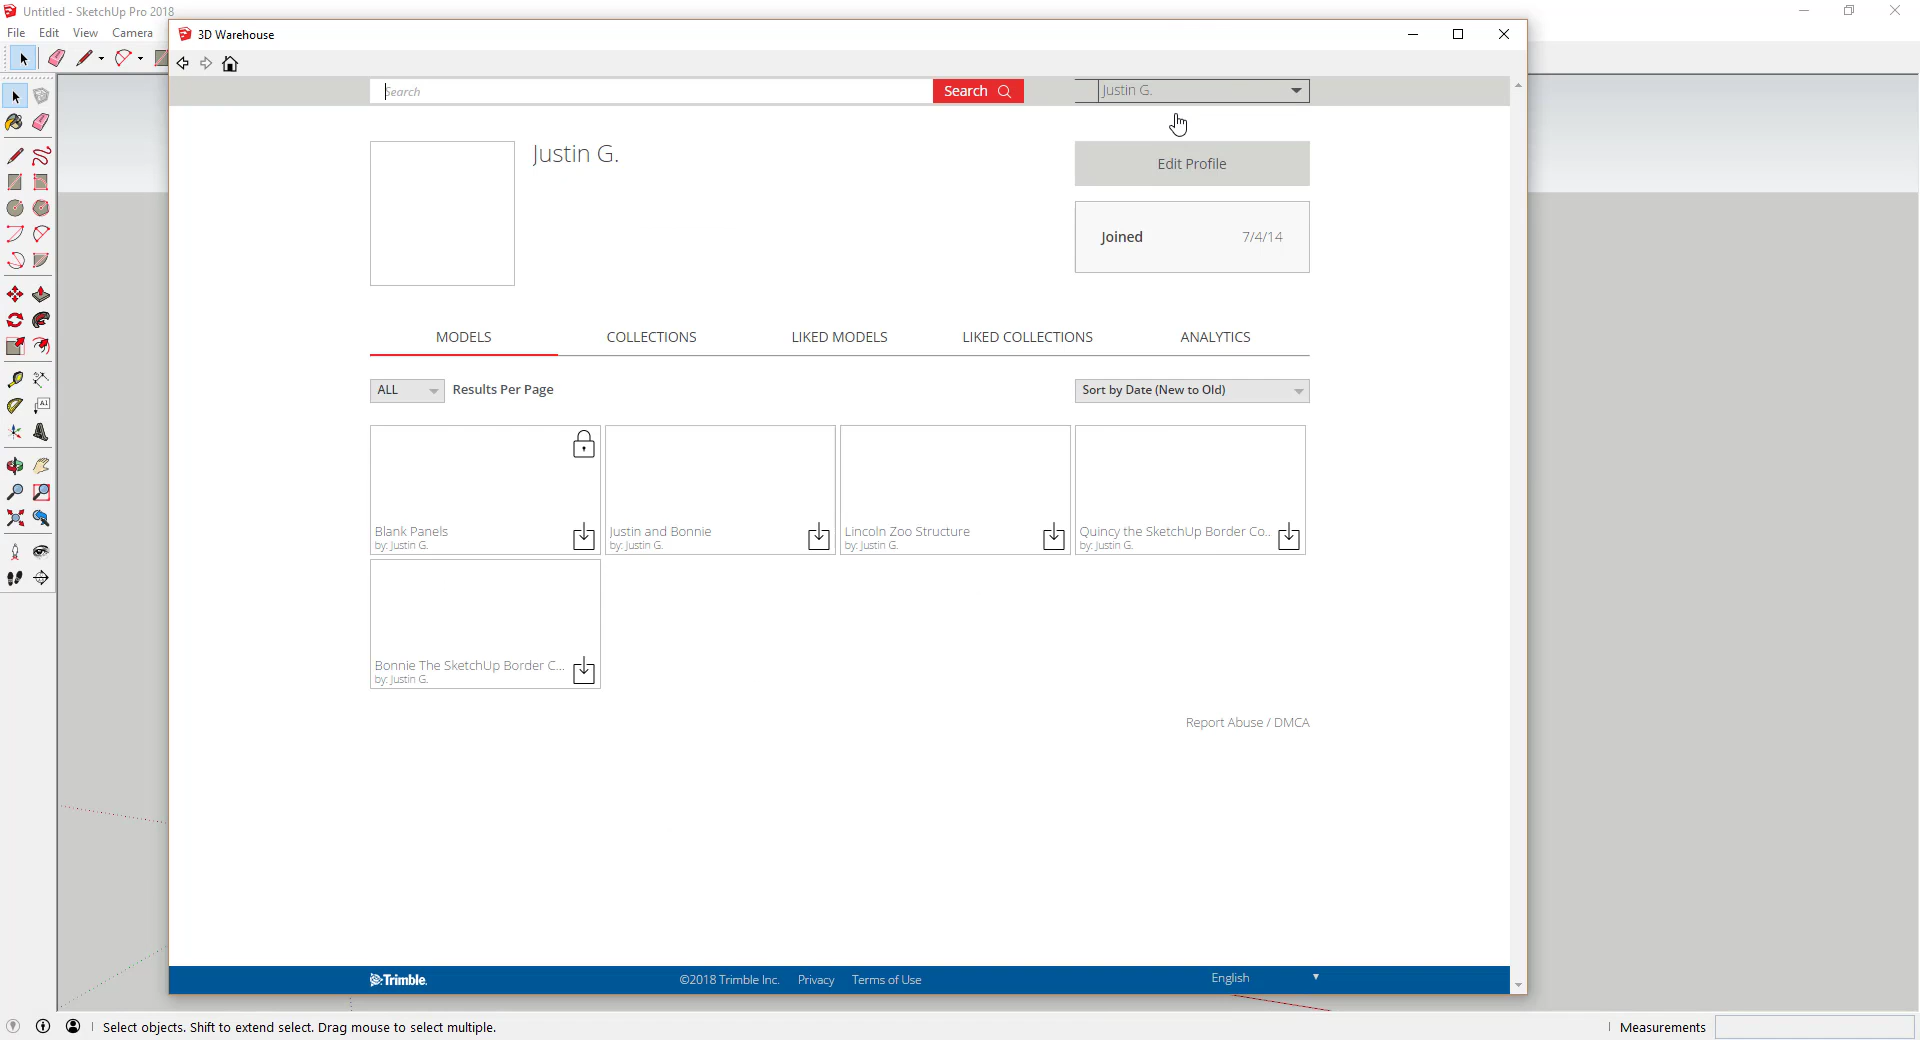 Untitled - SketchUp Pro 2018
File Edit View Camera
3D Warehouse
Search
Search
Justin G.
Justin G.
Edit Profile
Joined 7/4/14
MODELS COLLECTIONS LIKED MODELS LIKED COLLECTIONS ANALYTICS
ALL Results Per Page Sort by Date (New to Old)
Blank Panels
by: Justin G.
Justin and Bonnie
by: Justin G.
Lincoln Zoo Structure
by: Justin G.
Quincy the SketchUp Border Co...
by: Justin G.
Bonnie The SketchUp Border C...
by: Justin G.
Report Abuse / DMCA
Trimble. ©2018 Trimble Inc. Privacy Terms of Use English
Select objects. Shift to extend select. Drag mouse to select multiple. Measurements